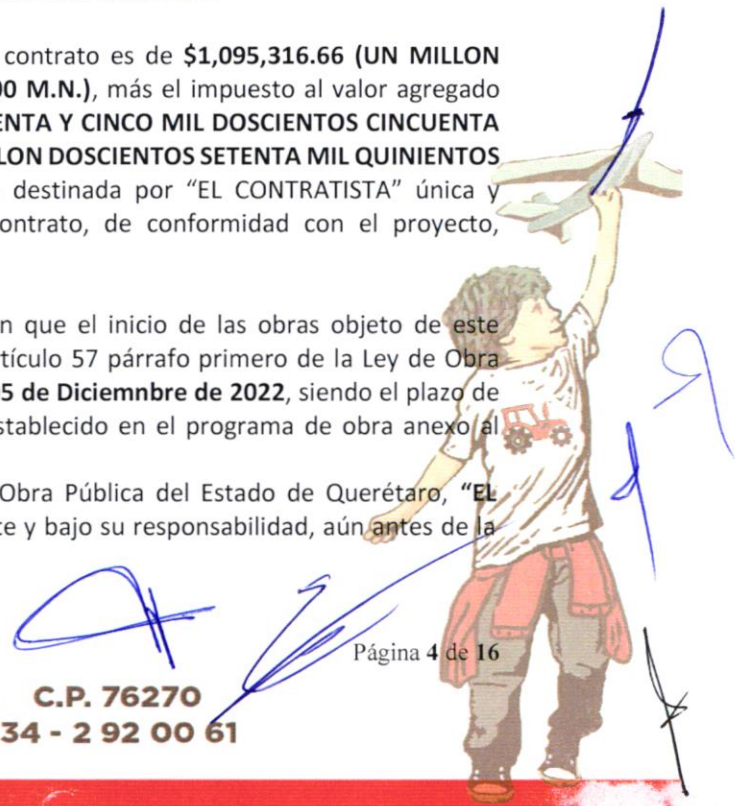 contrato es de $1,095,316.66 (UN MILLON
00 M.N.), más el impuesto al valor agregado
ENTA Y CINCO MIL DOSCIENTOS CINCUENTA
LON DOSCIENTOS SETENTA MIL QUINIENTOS
destinada por “EL CONTRATISTA” única y
ontrato, de conformidad con el proyecto,
n que el inicio de las obras objeto de este
tículo 57 párrafo primero de la Ley de Obra
5 de Diciemnbre de 2022, siendo el plazo de
stablecido en el programa de obra anexo al
Obra Pública del Estado de Querétaro, “EL
te y bajo su responsabilidad, aún antes de la
Página 4 de 16
C.P. 76270
34 - 2 92 00 61